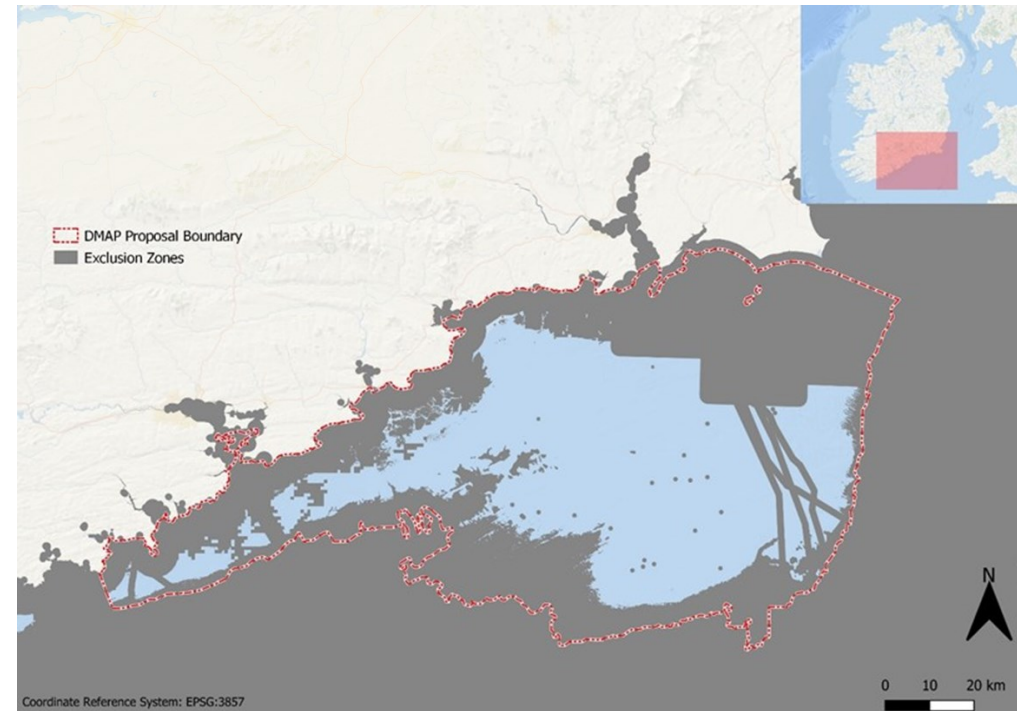 DMAP Proposal Boundary
Exclusion Zones
N
0 10 20 km
Coordinate Reference System: EPSG:3857